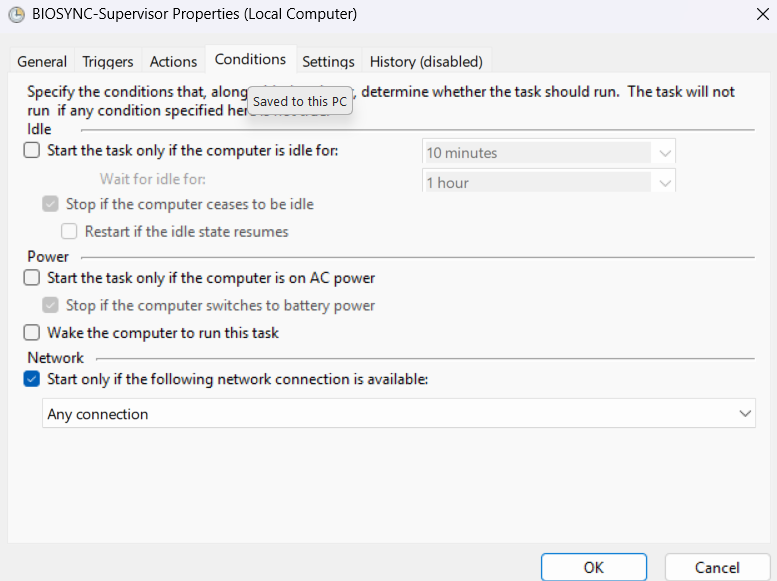 BIOSYNC-Supervisor Properties (Local Computer)
General Triggers Actions Conditions Settings History (disabled)
Specify the conditions that, along determine whether the task should run. The task will not
Saved to this PC
run if any condition specified
Idle
Start the task only if the computer is idle for: 10 minutes
Wait for idle for: 1 hour
Stop if the computer ceases to be idle
Restart if the idle state resumes
Power
Start the task only if the computer is on AC power
Stop if the computer switches to battery power
Wake the computer to run this task
Network
Start only if the following network connection is available:
Any connection
OK Cancel